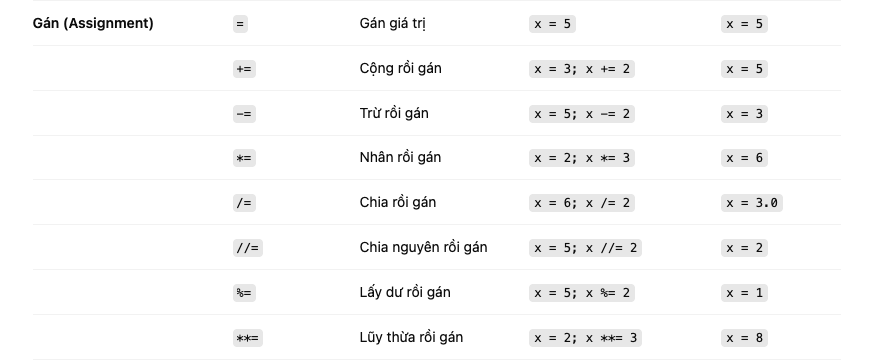 Gán (Assignment) = Gán giá trị x = 5 x = 5
+= Cộng rồi gán x = 3; x += 2 x = 5
-= Trừ rồi gán x = 5; x -= 2 x = 3
*= Nhân rồi gán x = 2; x *= 3 x = 6
/= Chia rồi gán x = 6; x /= 2 x = 3.0
//= Chia nguyên rồi gán x = 5; x //= 2 x = 2
%= Lấy dư rồi gán x = 5; x %= 2 x = 1
**= Lũy thừa rồi gán x = 2; x **= 3 x = 8